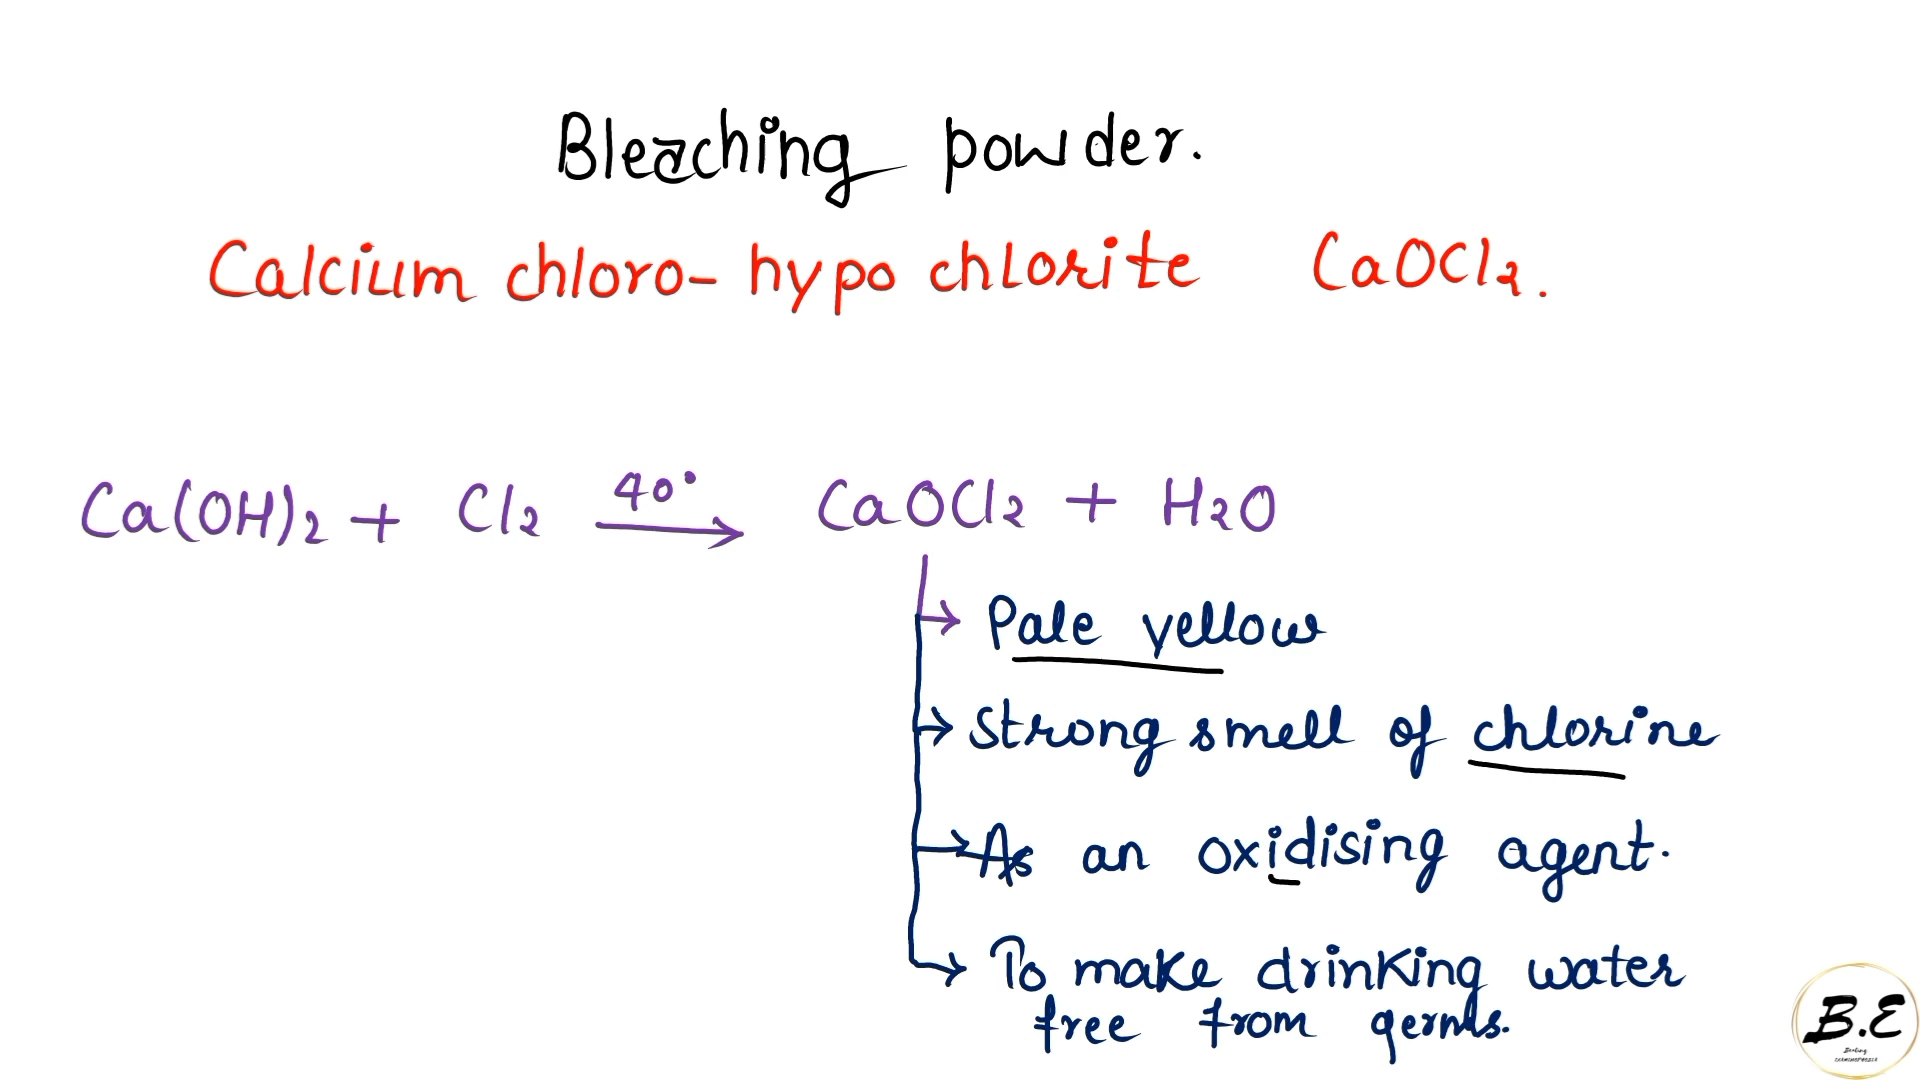 Bleaching powder.
Calcium chloro-hypo chlorite CaOCl2.
40°
Ca(OH)2 + Cl2 → CaOCl2 + H2O
→ Pale yellow
→ Strong smell of chlorine
→ As an oxidising agent.
→ To make drinking water
free from germs.
B.E